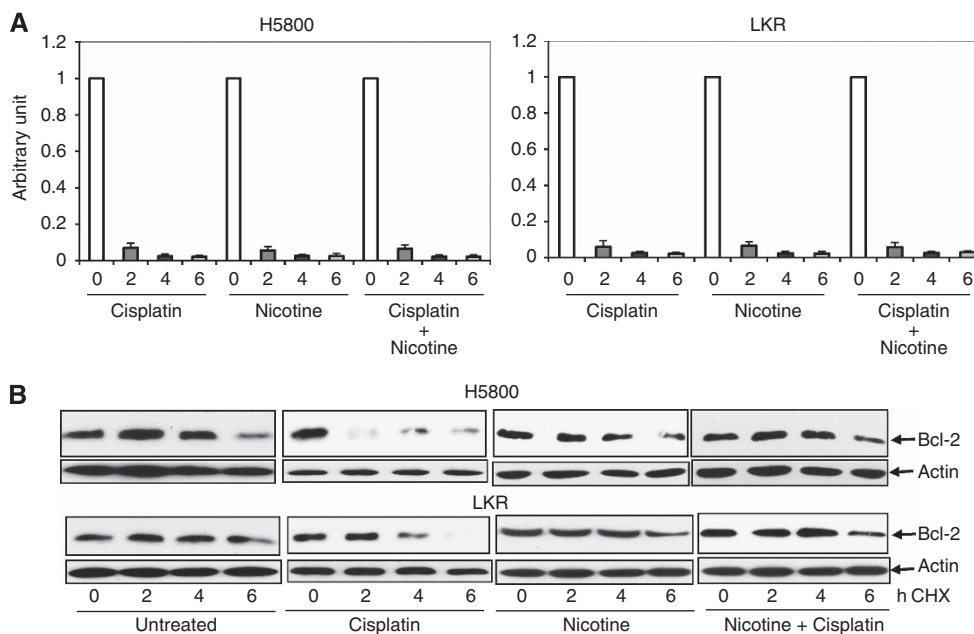 A
H5800
LKR
Arbitrary unit
1.2
1
0.8
0.6
0.4
0.2
0
0 2 4 6 0 2 4 6 0 2 4 6
Cisplatin Nicotine Cisplatin
+
Nicotine
1.2
1
0.8
0.6
0.4
0.2
0
0 2 4 6 0 2 4 6 0 2 4 6
Cisplatin Nicotine Cisplatin
+
Nicotine
B
H5800
Bcl-2
Actin
LKR
Bcl-2
Actin
0 2 4 6 0 2 4 6 0 2 4 6 0 2 4 6 h CHX
Untreated Cisplatin Nicotine Nicotine + Cisplatin